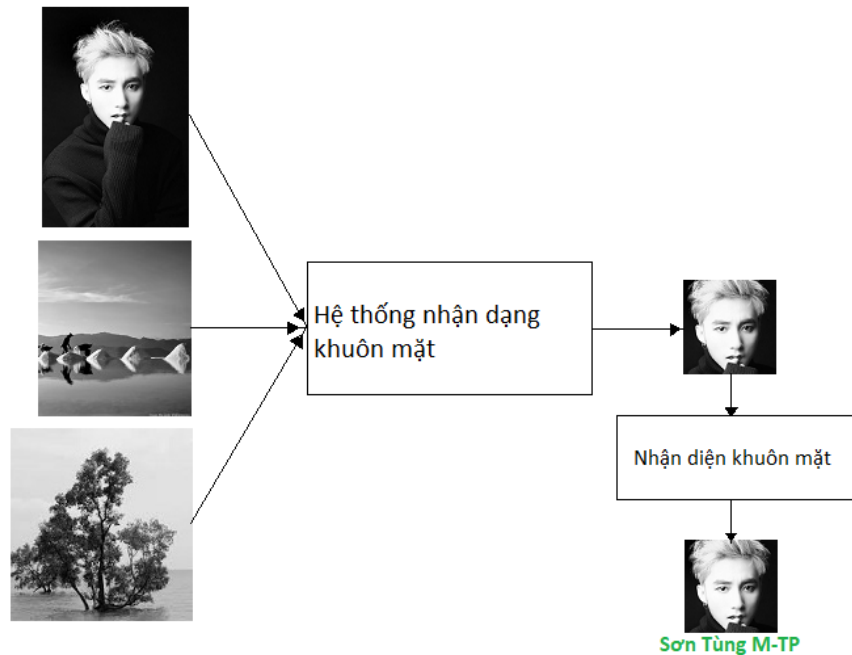 Hệ thống nhận dạng
khuôn mặt
Nhận diện khuôn mặt
Sơn Tùng M-TP